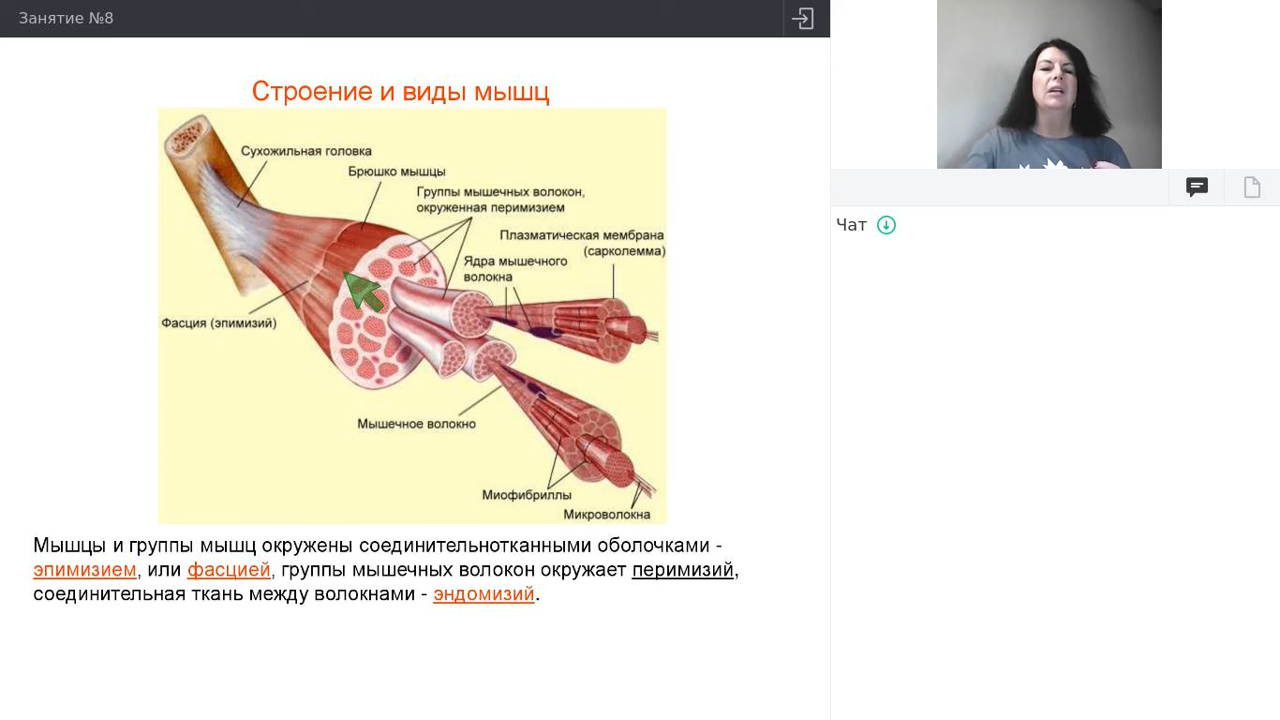 Занятие №8
Строение и виды мышц
Сухожильная головка
Брюшко мышцы
Группы мышечных волокон,
окруженная перимизием
Плазматическая мембрана
(сарколемма)
Ядра мышечного
волокна
Фасция (эпимизий)
Мышечное волокно
Миофибриллы
Микроволокна
Мышцы и группы мышц окружены соединительнотканными оболочками -
эпимизием, или фасцией, группы мышечных волокон окружает перимизий,
соединительная ткань между волокнами - эндомизий.
Чат